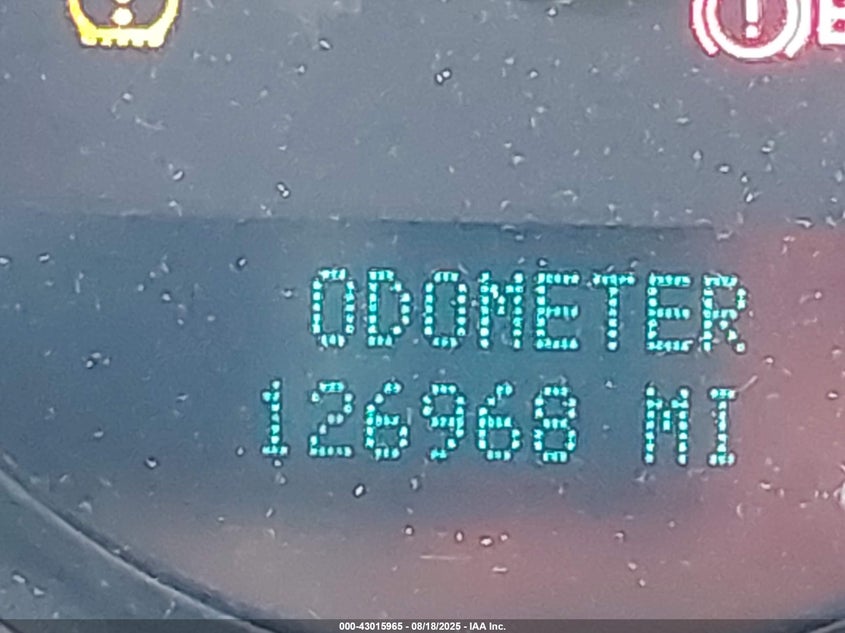 ODOMETER
126968 MI
000-43015965 - 08/18/2025 - IAA Inc.